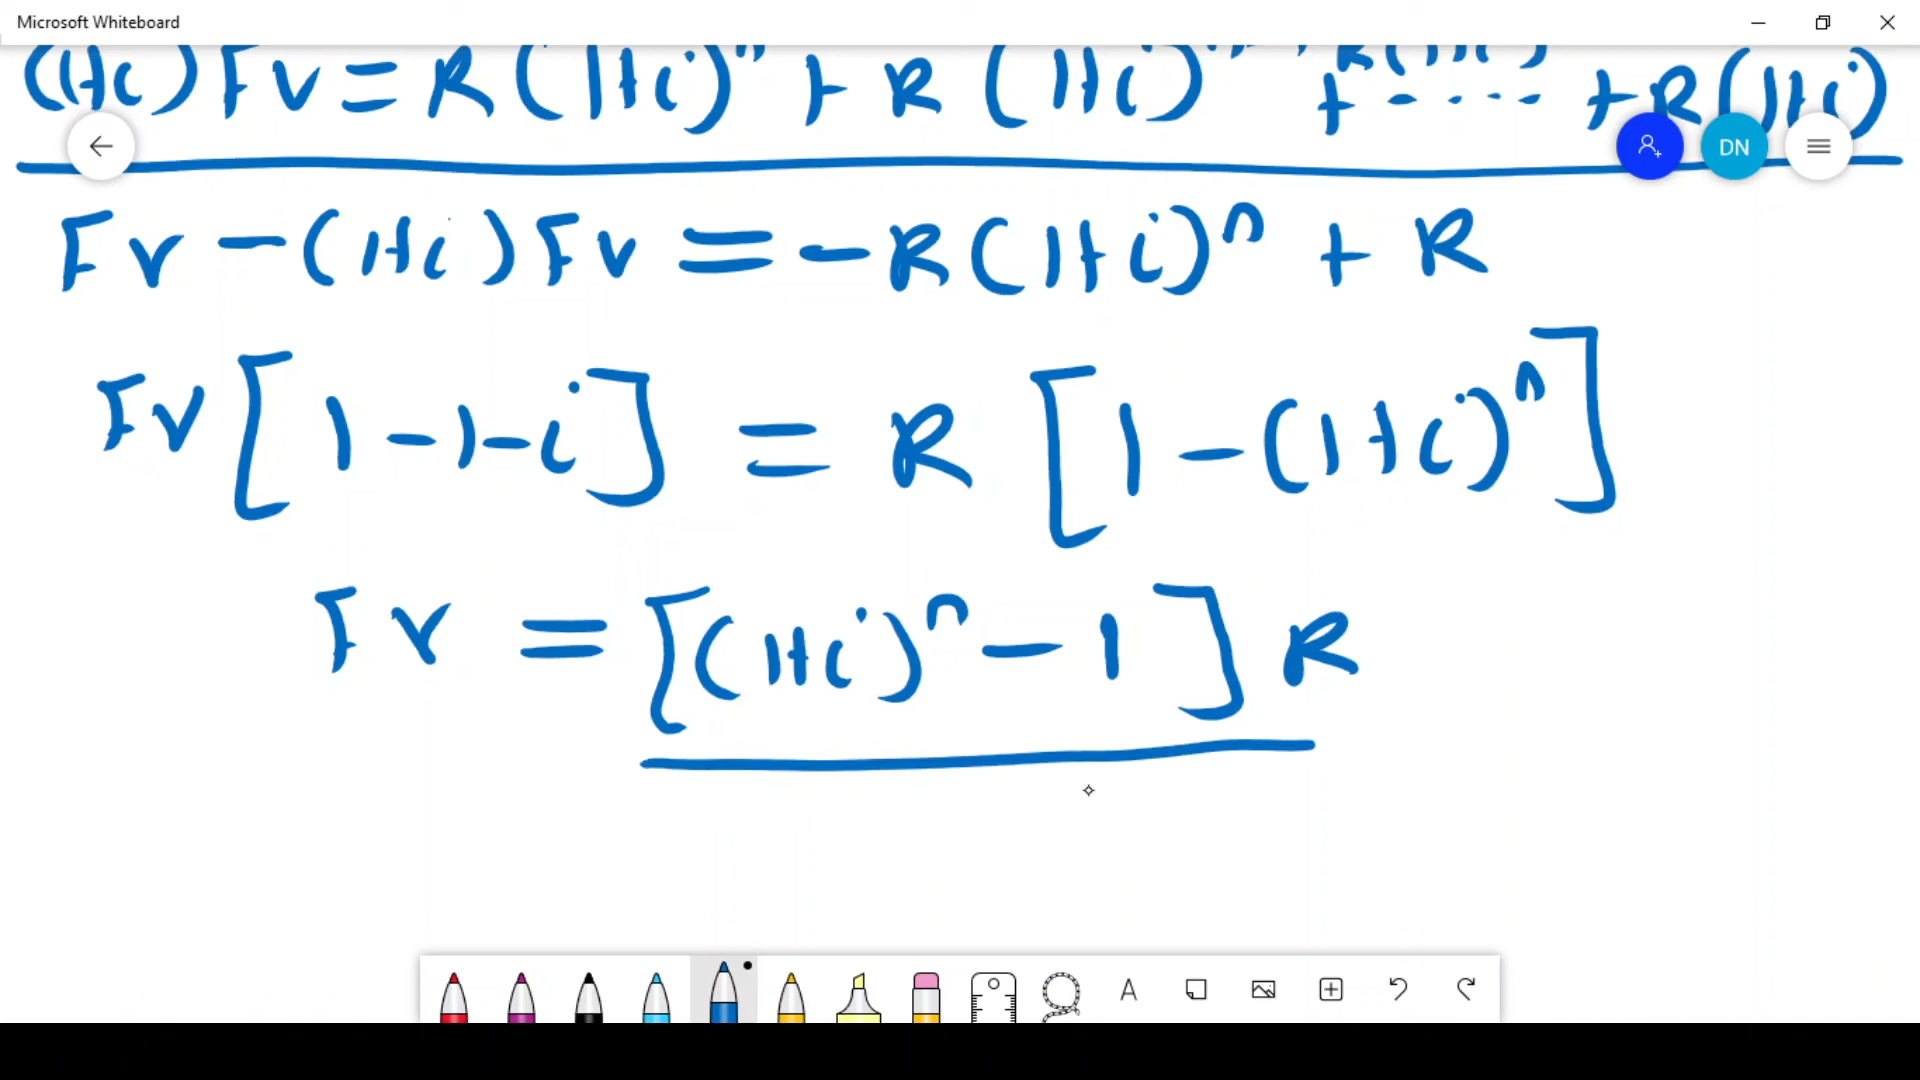 Microsoft Whiteboard
(1+i)FV = R(1+i)ⁿ + R(1+i) + ---- + R(1+i)
DN
FV - (1+i)FV = -R(1+i)ⁿ + R
FV[1-1-i] = R[1-(1+i)ⁿ]
FV = [(1+i)ⁿ - 1]R
A